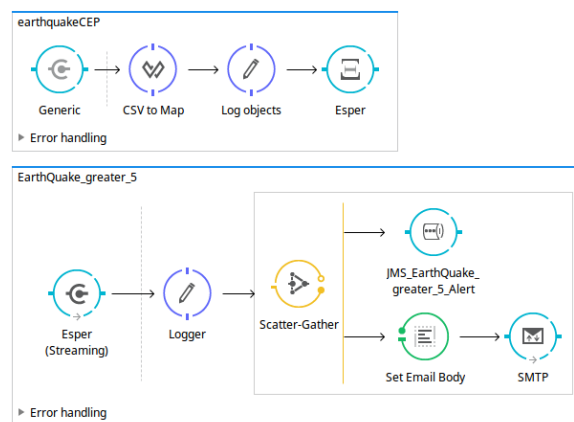 earthquakeCEP
Generic
CSV to Map
Log objects
Esper
Error handling
EarthQuake_greater_5
Esper
(Streaming)
Logger
Scatter-Gather
JMS_EarthQuake_
greater_5_Alert
Set Email Body
SMTP
Error handling